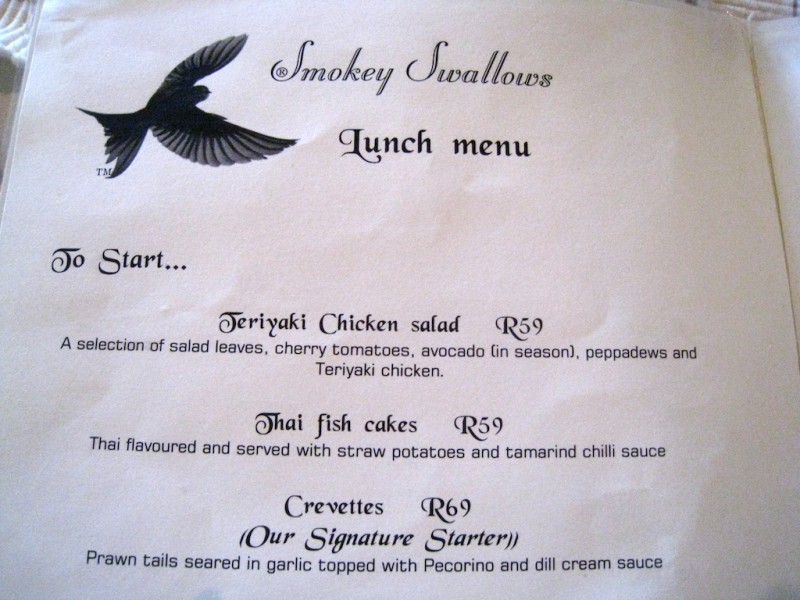 ® Smokey Swallows
Lunch menu
TM
To Start...
Teriyaki Chicken salad R59
A selection of salad leaves, cherry tomatoes, avocado (in season), peppadews and
Teriyaki chicken.
Thai fish cakes R59
Thai flavoured and served with straw potatoes and tamarind chilli sauce
Crevettes R69
(Our Signature Starter))
Prawn tails seared in garlic topped with Pecorino and dill cream sauce